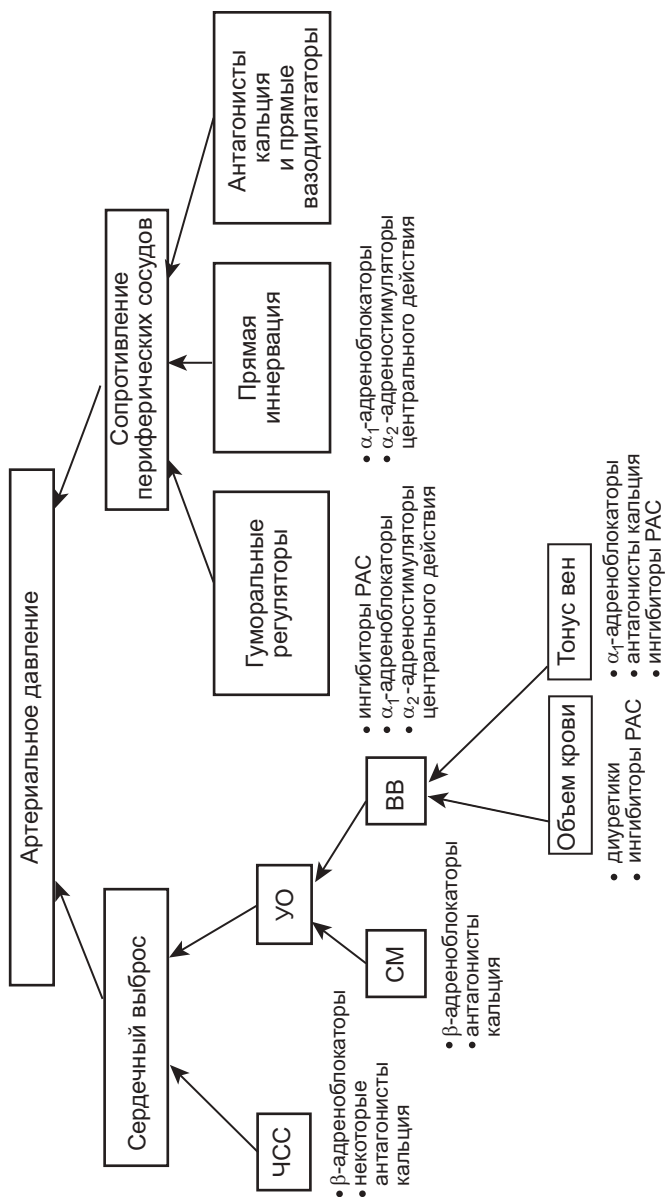 Артериальное давление
Сердечный выброс
Сопротивление
периферических сосудов
ЧСС
• β-адреноблокаторы
• некоторые
антагонисты
кальция
УО
СМ
• β-адреноблокаторы
• антагонисты
кальция
ВВ
Объем крови
• диуретики
• ингибиторы РАС
Тонус вен
• α₁-адреноблокаторы
• антагонисты кальция
• ингибиторы РАС
Гуморальные
регуляторы
• ингибиторы РАС
• α₁-адреноблокаторы
• α₂-адреностимуляторы
центрального действия
Прямая
иннервация
• α₁-адреноблокаторы
• α₂-адреностимуляторы
центрального действия
Антагонисты
кальция
и прямые
вазодилататоры